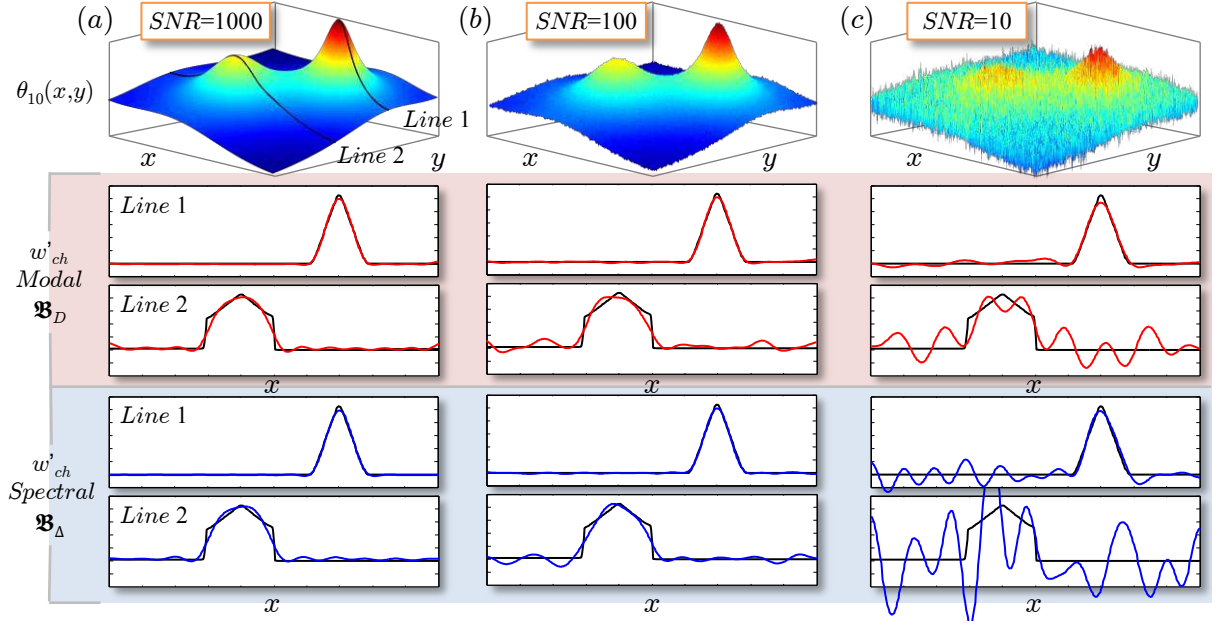 (a) SNR=1000
(b) SNR=100
(c) SNR=10
θ₁₀(x,y)
Line 1
Line 2
x y
x y
x y
w'ch
Modal
𝕭D
Line 1
Line 2
x
x
x
w'ch
Spectral
𝕭Δ
Line 1
Line 2
x
x
x